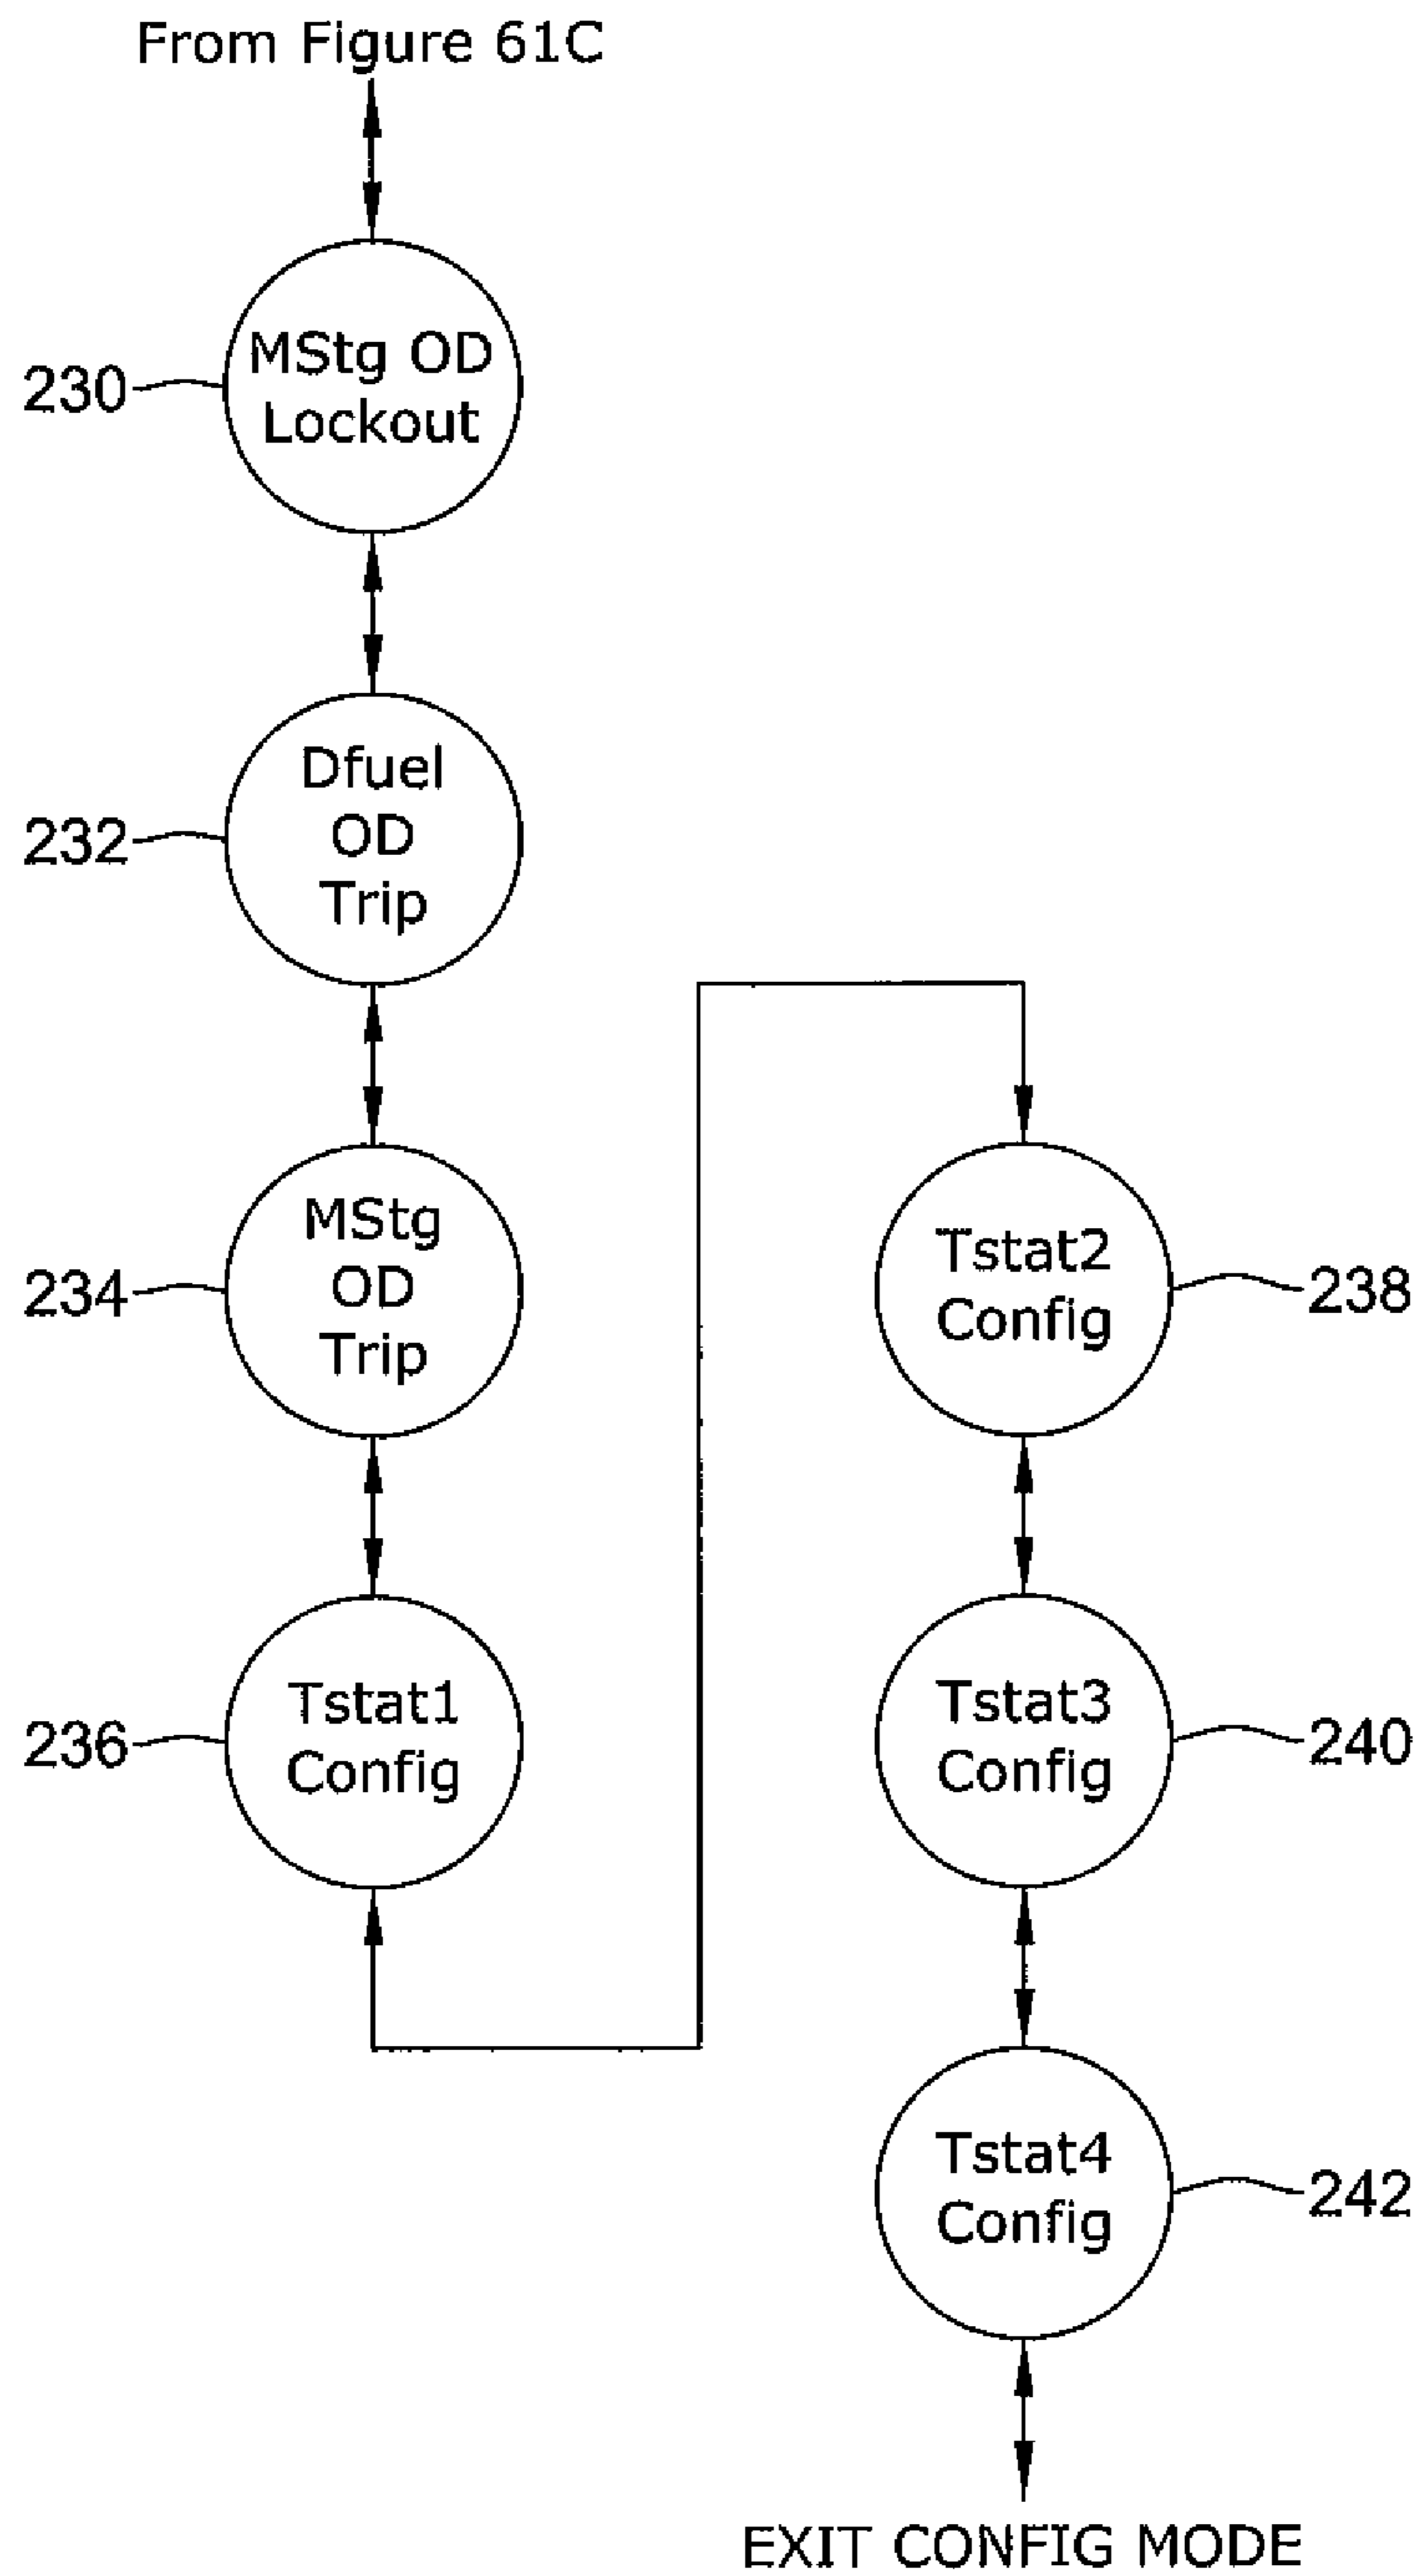 From Figure 61C
MStg OD
Lockout
230
Dfuel
OD
Trip
232
MStg
OD
Trip
234
Tstat1
Config
236
Tstat2
Config
238
Tstat3
Config
240
Tstat4
Config
242
EXIT CONFIG MODE